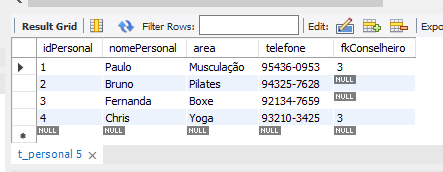 Result Grid Filter Rows: Edit: Expo
idPersonal nomePersonal area telefone fkConselheiro
1 Paulo Musculação 95436-0953 3
2 Bruno Pilates 94325-7628 NULL
3 Fernanda Boxe 92134-7659 NULL
4 Chris Yoga 93210-3425 3
NULL NULL NULL NULL NULL
t_personal 5